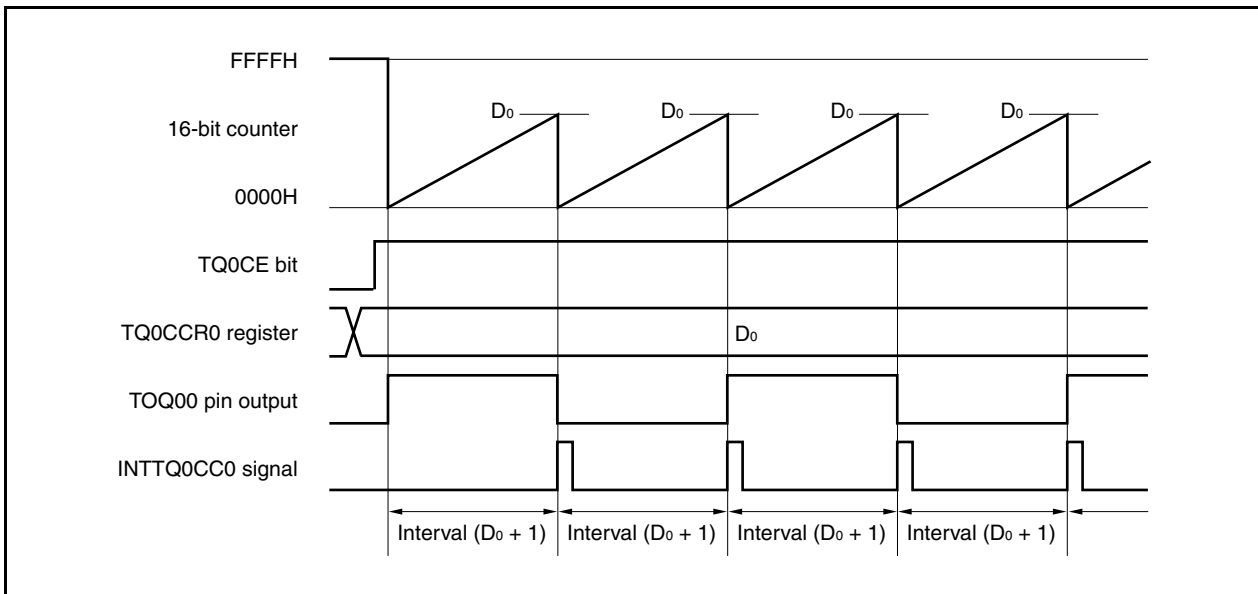 FFFFH
D0 D0 D0 D0
16-bit counter
0000H
TQ0CE bit
TQ0CCR0 register D0
TOQ00 pin output
INTTQ0CC0 signal
Interval (D0 + 1) Interval (D0 + 1) Interval (D0 + 1) Interval (D0 + 1)